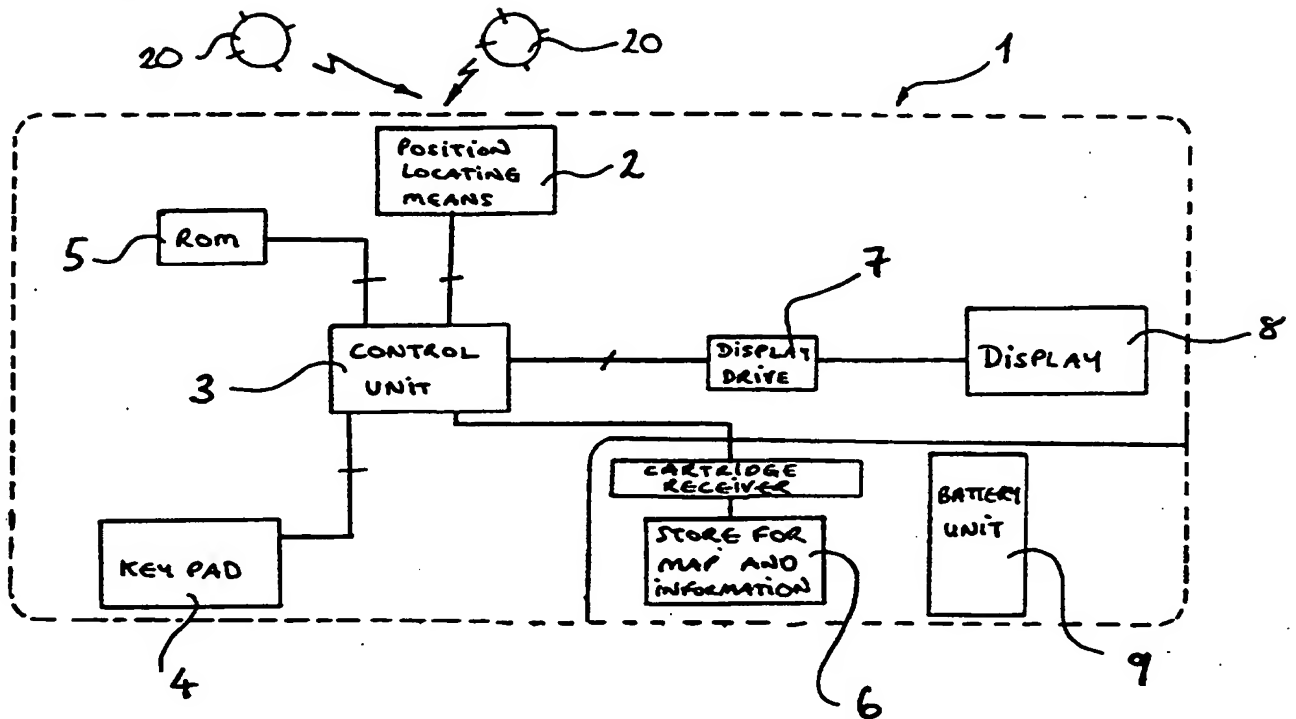 20
20
1
POSITION
LOCATING
MEANS
2
5
ROM
7
CONTROL
UNIT
3
DISPLAY
DRIVE
DISPLAY
8
CARTRIDGE
RECEIVER
STORE FOR
MAP AND
INFORMATION
BATTERY
UNIT
KEY PAD
4
6
9